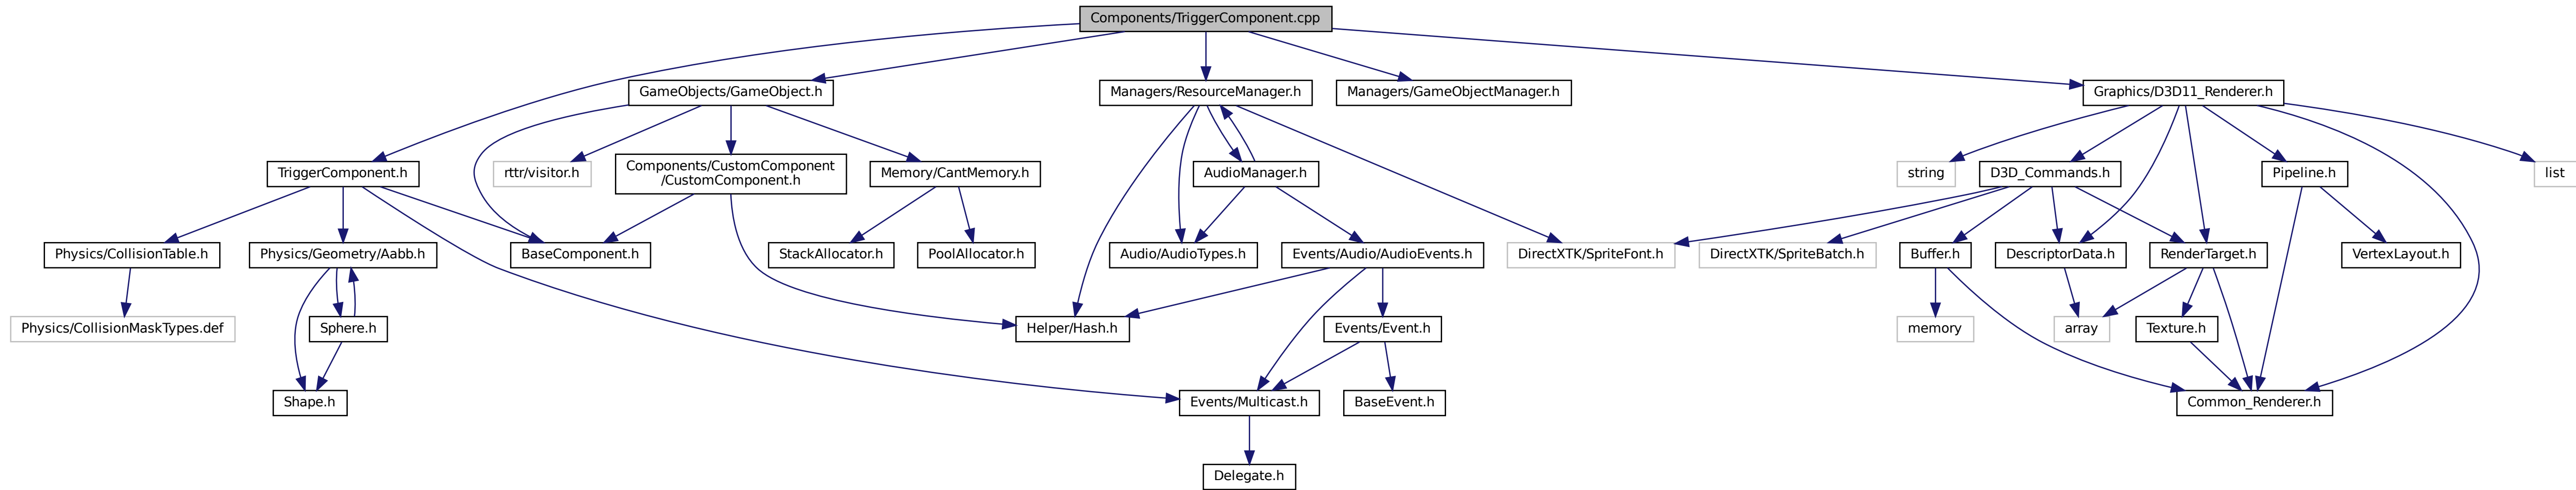 Components/TriggerComponent.cpp
GameObjects/GameObject.h
Managers/ResourceManager.h
Managers/GameObjectManager.h
Graphics/D3D11_Renderer.h
TriggerComponent.h
rttr/visitor.h
Components/CustomComponent
/CustomComponent.h
Memory/CantMemory.h
AudioManager.h
string
D3D_Commands.h
Pipeline.h
list
Physics/CollisionTable.h
Physics/Geometry/Aabb.h
BaseComponent.h
StackAllocator.h
PoolAllocator.h
Audio/AudioTypes.h
Events/Audio/AudioEvents.h
DirectXTK/SpriteFont.h
DirectXTK/SpriteBatch.h
Buffer.h
DescriptorData.h
RenderTarget.h
VertexLayout.h
Physics/CollisionMaskTypes.def
Sphere.h
Helper/Hash.h
Events/Event.h
memory
array
Texture.h
Shape.h
Events/Multicast.h
BaseEvent.h
Common_Renderer.h
Delegate.h